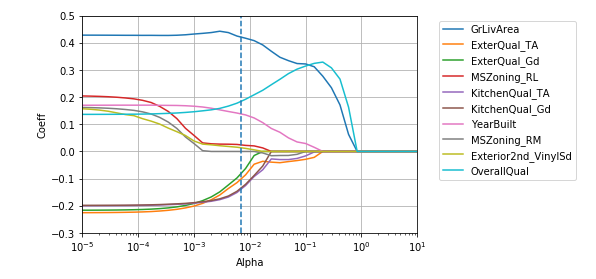 0.5
0.4
0.3
0.2
0.1
0.0
−0.1
−0.2
−0.3
Coeff
10⁻⁵
10⁻⁴
10⁻³
10⁻²
10⁻¹
10⁰
10¹
Alpha
GrLivArea
ExterQual_TA
ExterQual_Gd
MSZoning_RL
KitchenQual_TA
KitchenQual_Gd
YearBuilt
MSZoning_RM
Exterior2nd_VinylSd
OverallQual